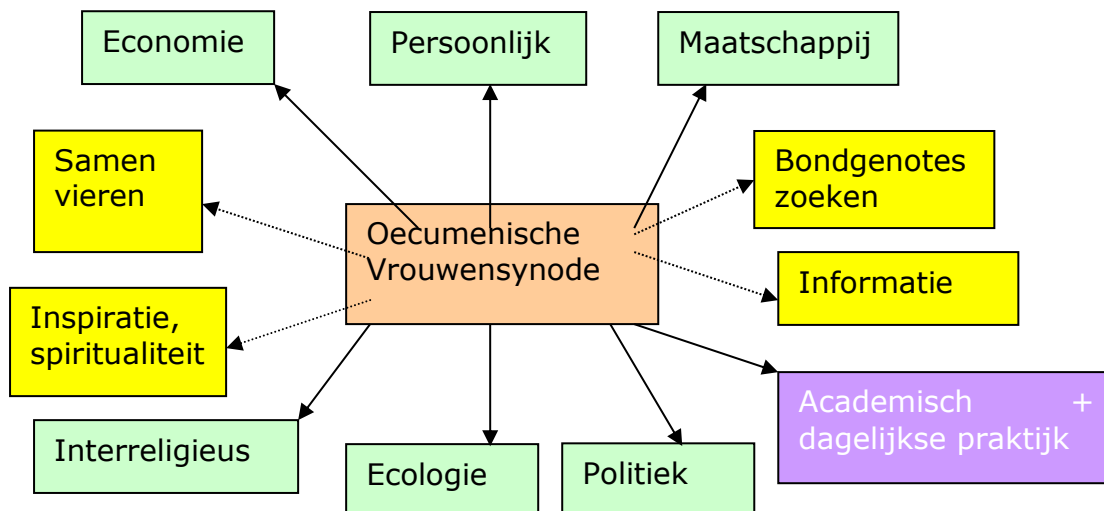 Economie
Persoonlijk
Maatschappij
Samen
vieren
Bondgenotes
zoeken
Oecumenische
Vrouwensynode
Informatie
Inspiratie,
spiritualiteit
Academisch +
dagelijkse praktijk
Interreligieus
Ecologie
Politiek